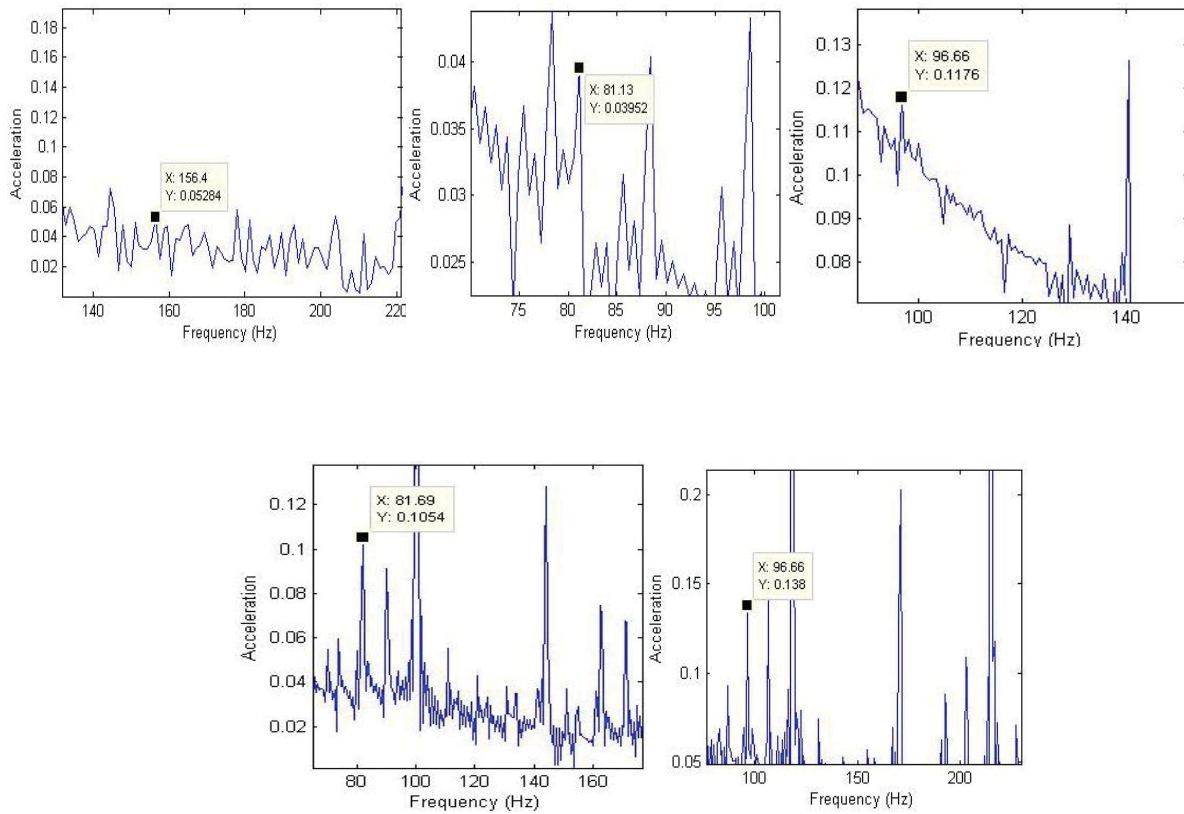 0.18
0.16
0.14
0.12
0.1
0.08
0.06
0.04
0.02
Acceleration
X: 156.4
Y: 0.05284
140 160 180 200 220
Frequency (Hz)
0.04
0.035
0.03
0.025
Acceleration
X: 81.13
Y: 0.03952
75 80 85 90 95 100
Frequency (Hz)
0.13
0.12
0.11
0.1
0.09
0.08
Acceleration
X: 96.66
Y: 0.1176
100 120 140
Frequency (Hz)
0.12
0.1
0.08
0.06
0.04
0.02
Acceleration
X: 81.69
Y: 0.1054
80 100 120 140 160
Frequency (Hz)
0.2
0.15
0.1
0.05
Acceleration
X: 96.66
Y: 0.138
100 150 200
Frequency (Hz)